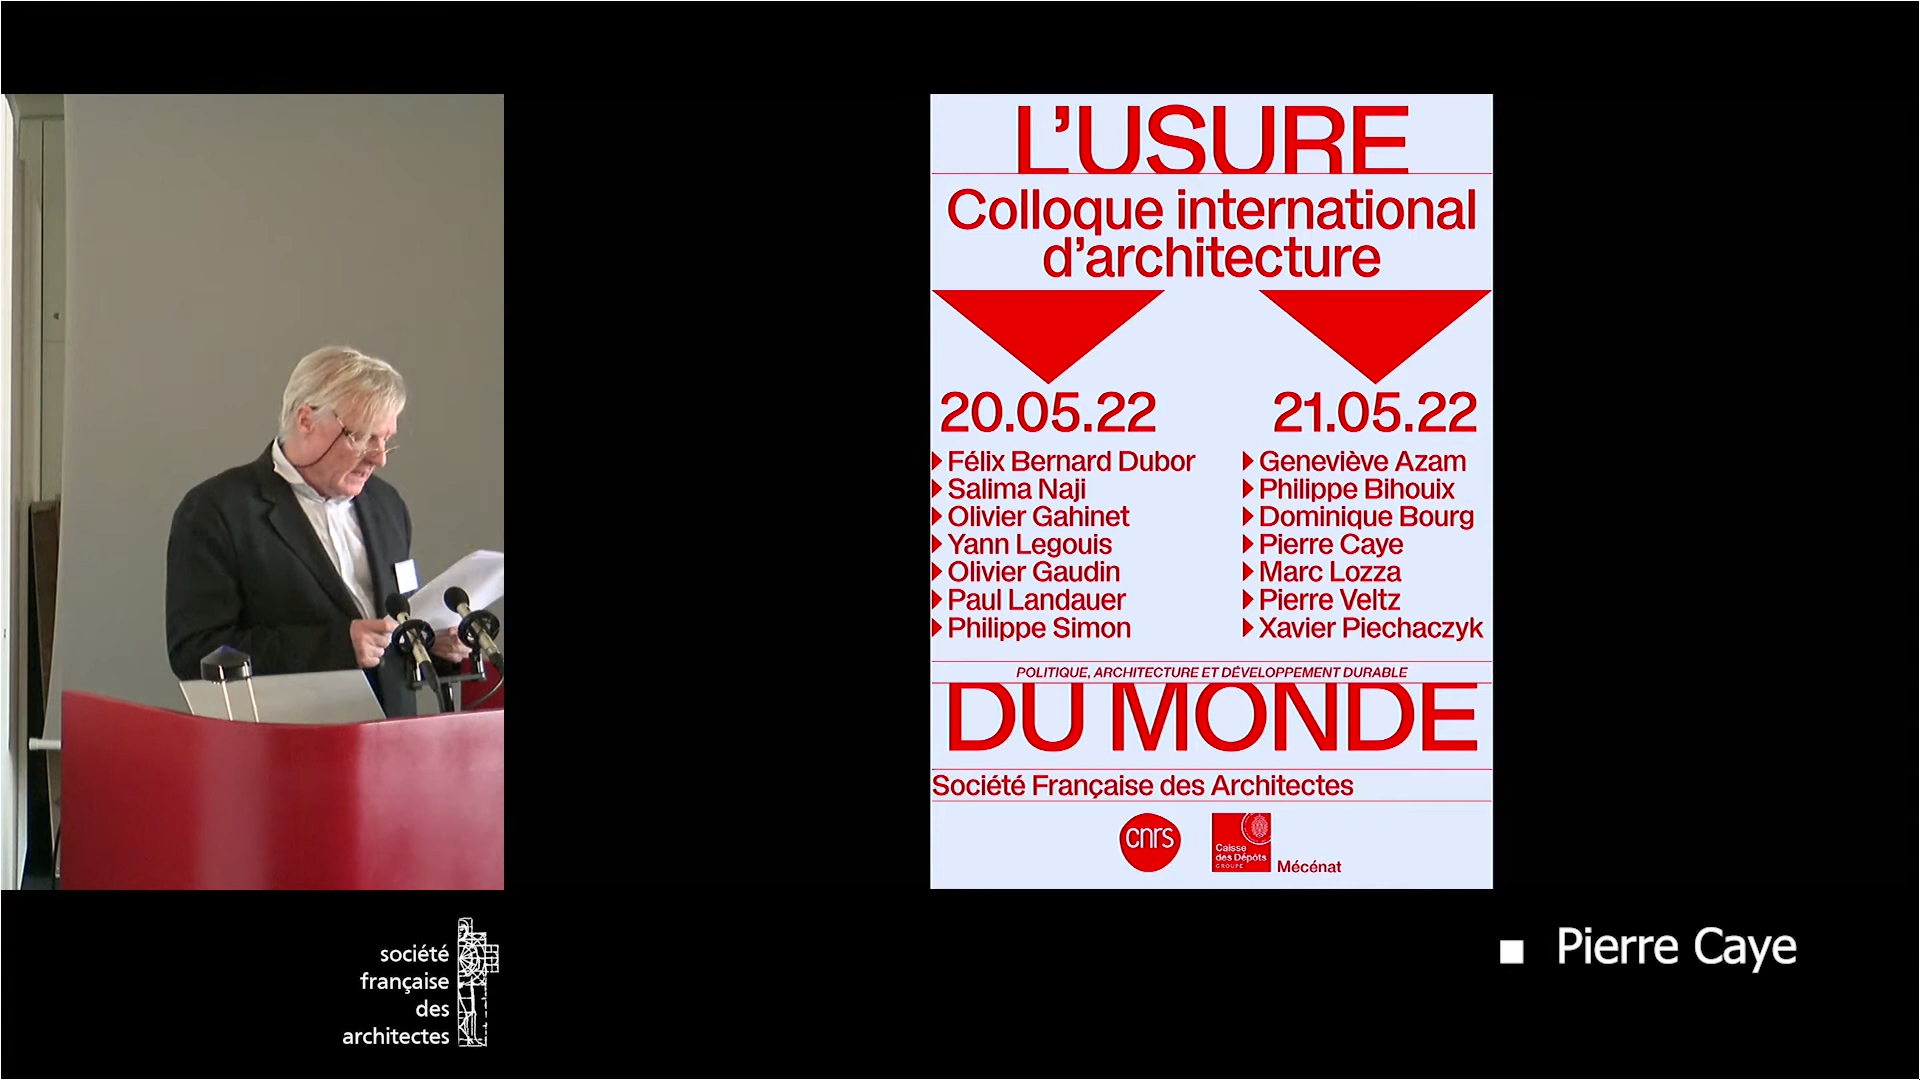 L'USURE
Colloque international
d'architecture
20.05.22
Félix Bernard Dubor
Salima Naji
Olivier Gahinet
Yann Legouis
Olivier Gaudin
Paul Landauer
Philippe Simon
21.05.22
Geneviève Azam
Philippe Bihouix
Dominique Bourg
Pierre Caye
Marc Lozza
Pierre Veltz
Xavier Piechaczyk
POLITIQUE, ARCHITECTURE ET DÉVELOPPEMENT DURABLE
DU MONDE
Société Française des Architectes
cnrs
Caisse
des Dépôts
GROUPE
Mécénat
société
française
des
architectes
Pierre Caye